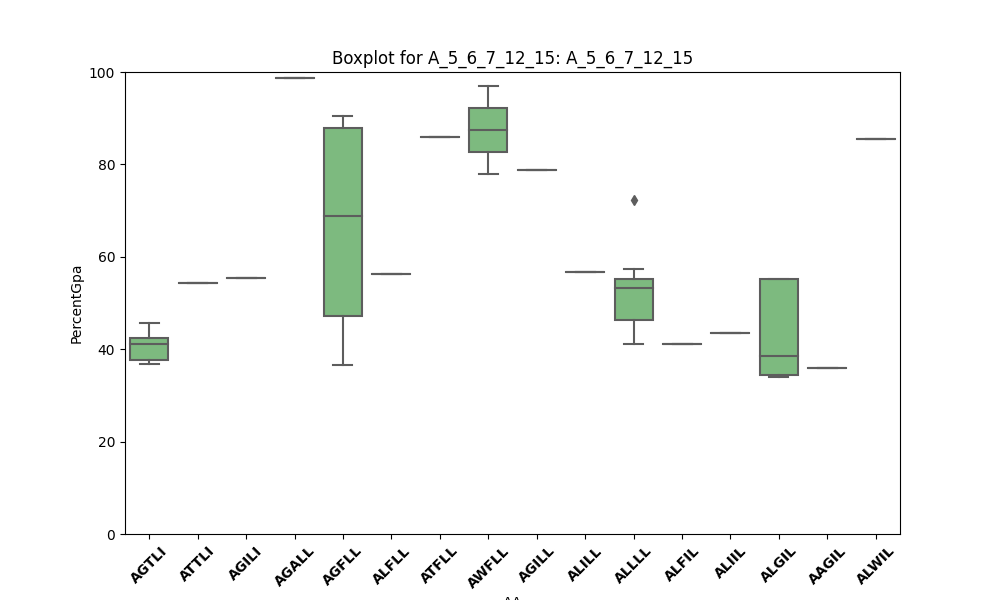 Boxplot for A_5_6_7_12_15: A_5_6_7_12_15
100
80
60
40
20
0
PercentGpa
AGTLI ATTLI AGILI AGALL AGFLL ALFLL ATFLL AWFLL AGILL ALILL ALLLL ALFIL ALIIL ALGIL AAGIL ALWIL
AA